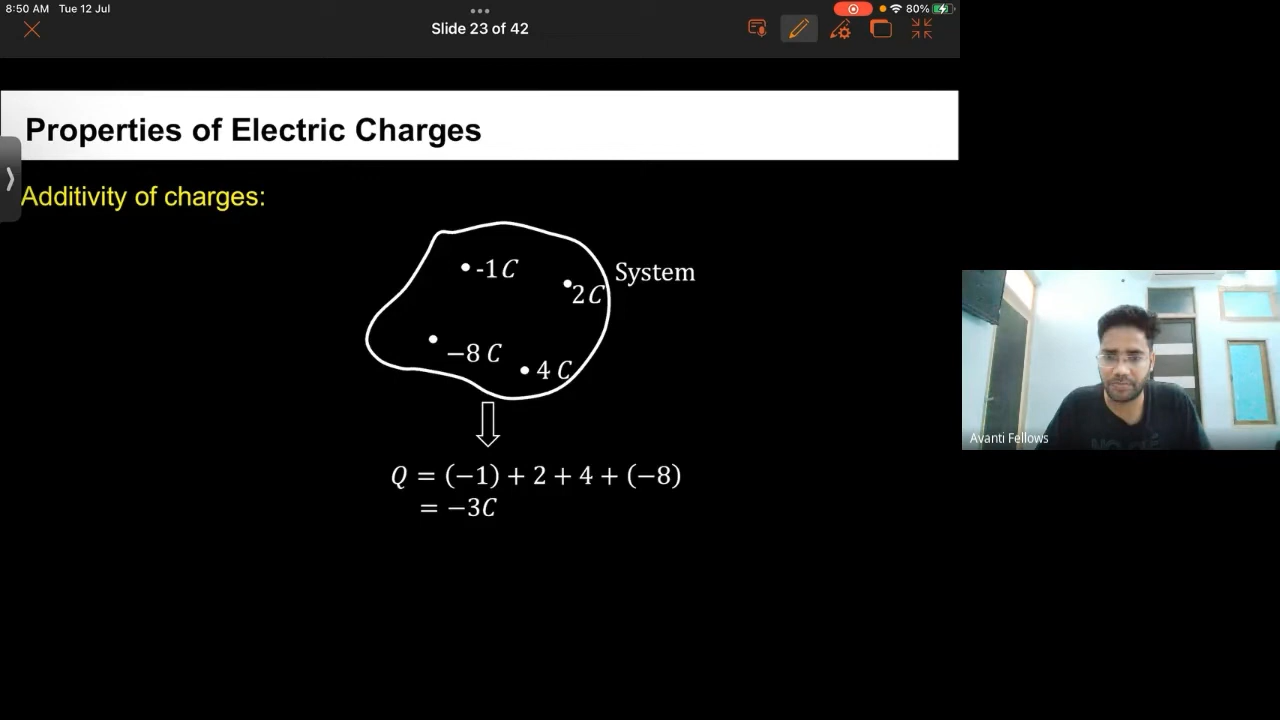 8:50 AM Tue 12 Jul
80%
Slide 23 of 42
Properties of Electric Charges
Additivity of charges:
-1 C
System
2 C
−8 C
4 C
Q = (−1) + 2 + 4 + (−8)
= −3C
Avanti Fellows